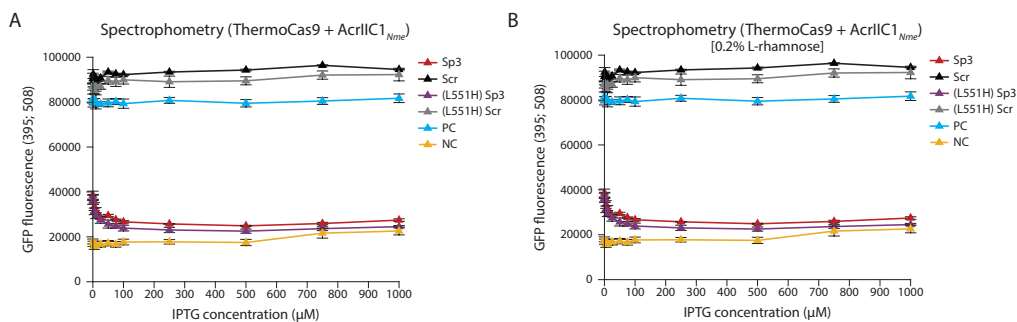 A
Spectrophometry (ThermoCas9 + AcrIIC1Nme)
GFP fluorescence (395; 508)
100000
80000
60000
40000
20000
0
0
100
200
300
400
500
600
700
800
900
1000
IPTG concentration (μM)
Sp3
Scr
(L551H) Sp3
(L551H) Scr
PC
NC
B
Spectrophometry (ThermoCas9 + AcrIIC1Nme)
[0.2% L-rhamnose]
GFP fluorescence (395; 508)
100000
80000
60000
40000
20000
0
0
100
200
300
400
500
600
700
800
900
1000
IPTG concentration (μM)
Sp3
Scr
(L551H) Sp3
(L551H) Scr
PC
NC